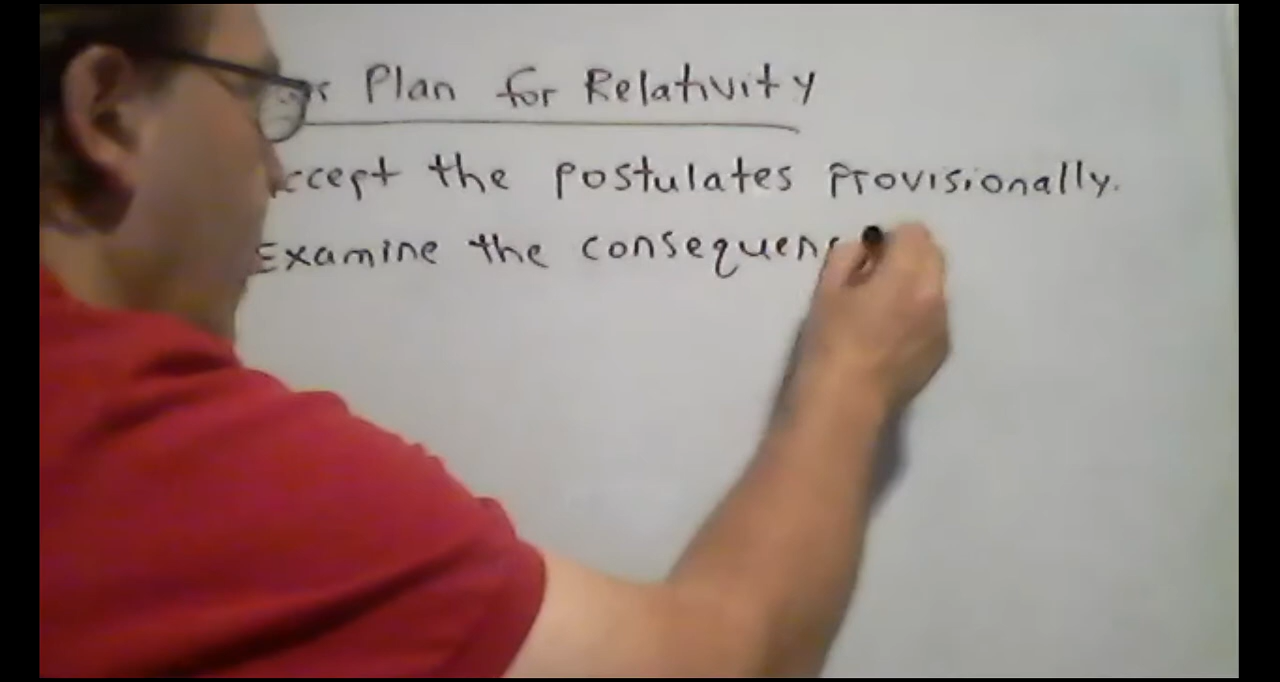 Plan for Relativity
ccept the postulates provisionally.
Examine the consequen